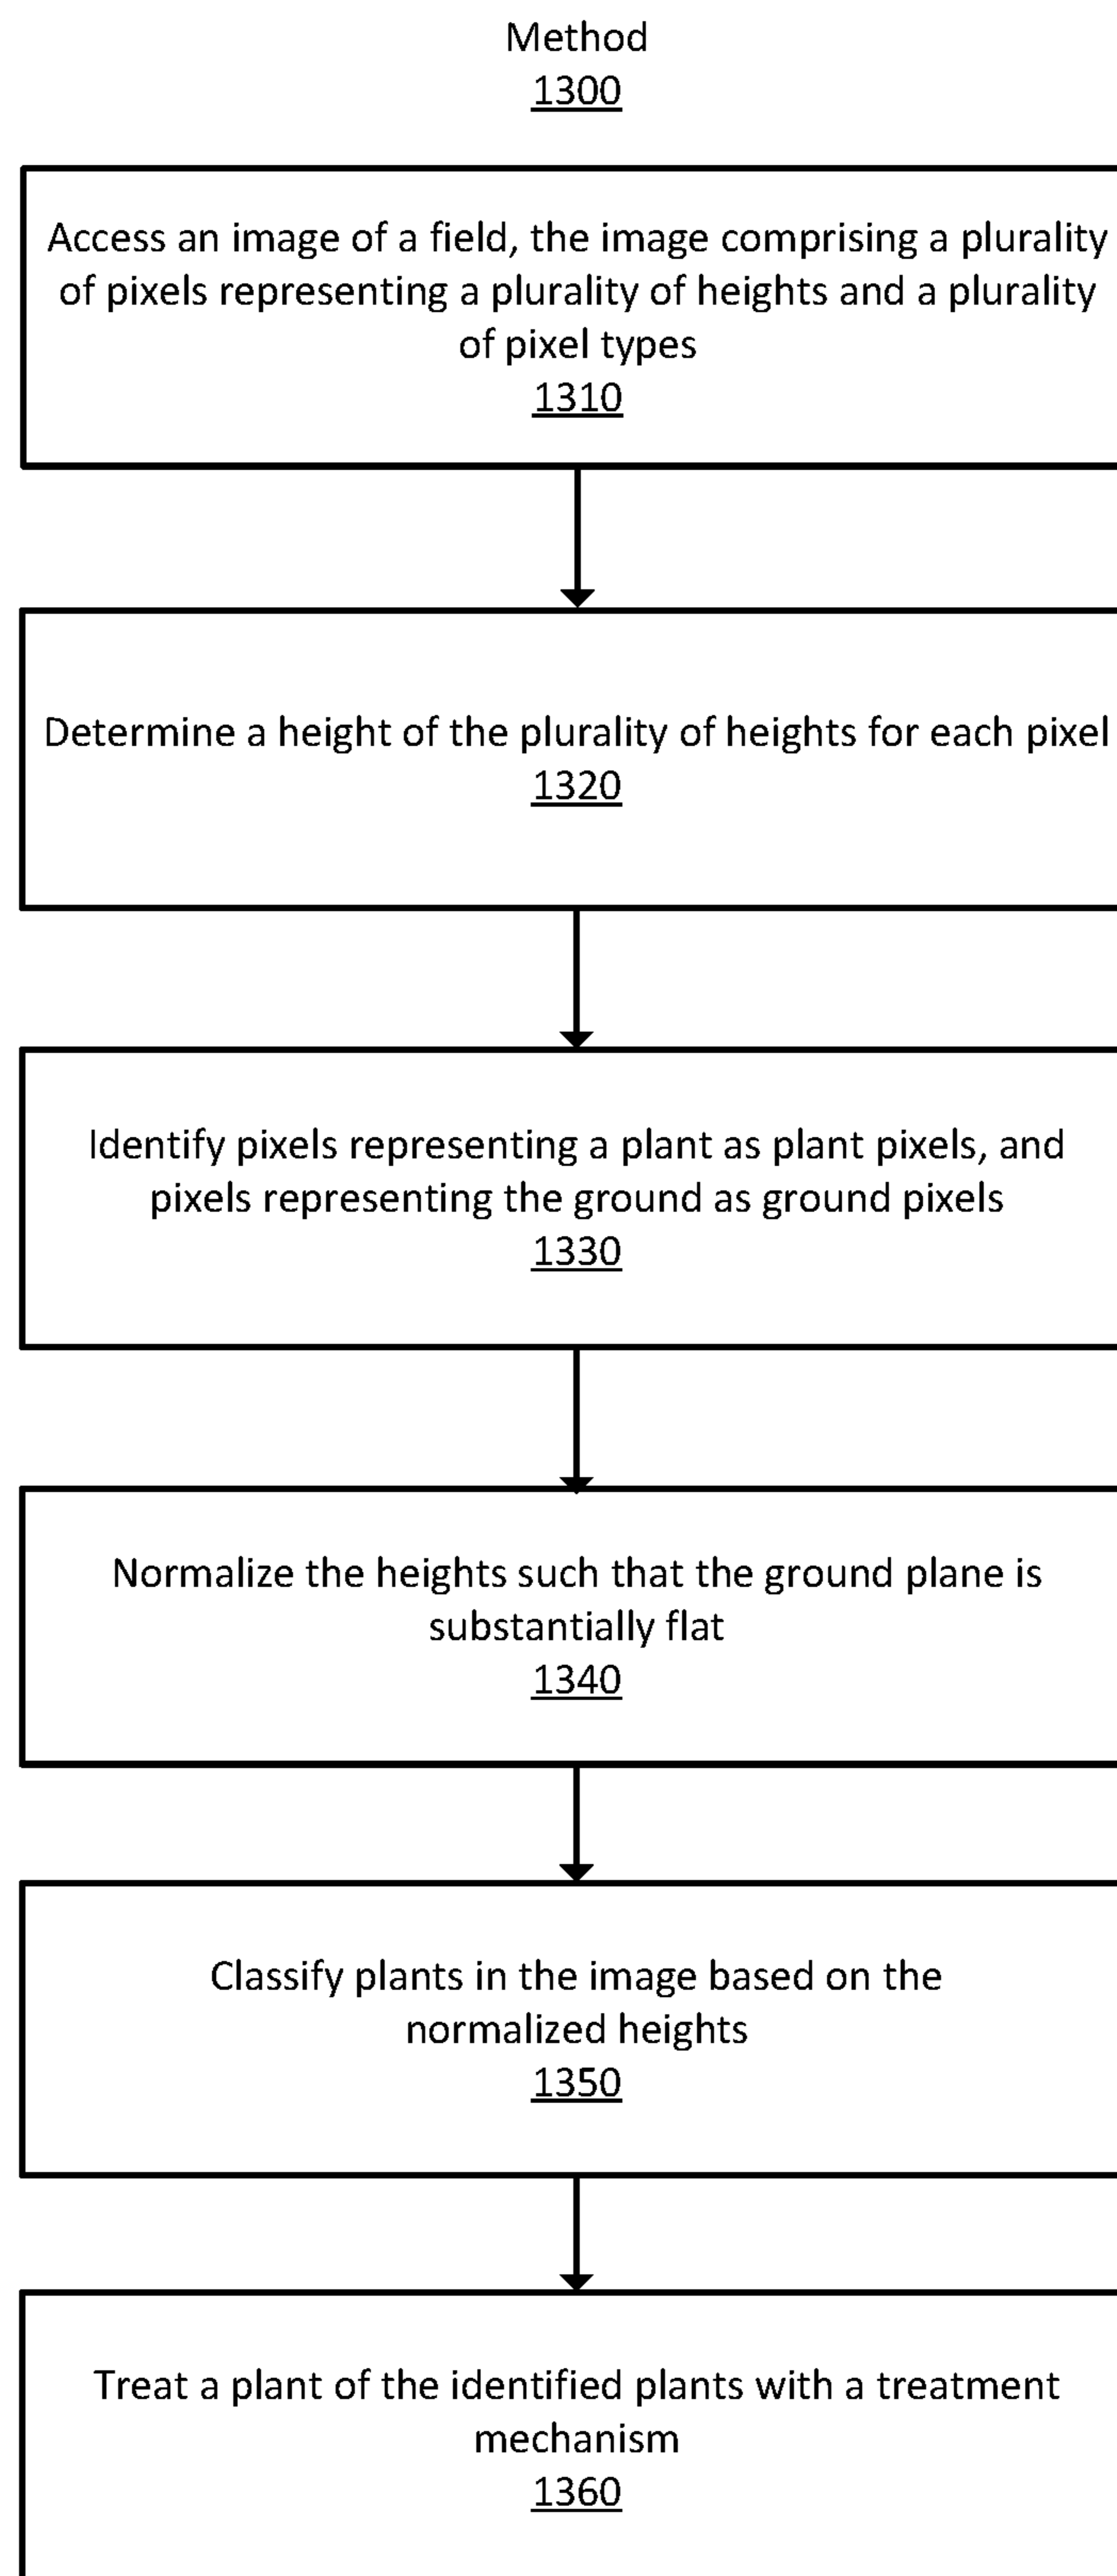 Method
1300
Access an image of a field, the image comprising a plurality
of pixels representing a plurality of heights and a plurality
of pixel types
1310
Determine a height of the plurality of heights for each pixel
1320
Identify pixels representing a plant as plant pixels, and
pixels representing the ground as ground pixels
1330
Normalize the heights such that the ground plane is
substantially flat
1340
Classify plants in the image based on the
normalized heights
1350
Treat a plant of the identified plants with a treatment
mechanism
1360